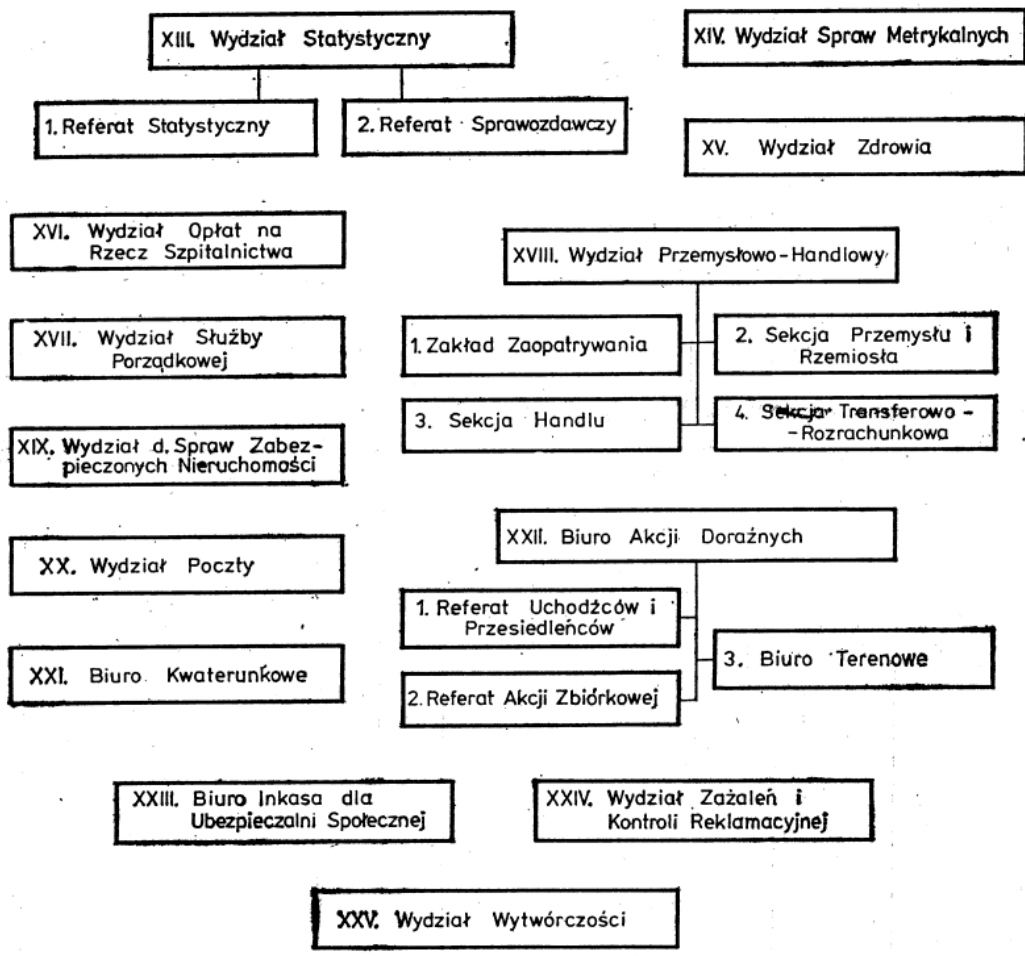 XIII. Wydział Statystyczny
XIV. Wydział Spraw Metrykalnych
1. Referat Statystyczny
2. Referat Sprawozdawczy
XV. Wydział Zdrowia
XVI. Wydział Opłat na
Rzecz Szpitalnictwa
XVIII. Wydział Przemysłowo-Handlowy
XVII. Wydział Służby
Porządkowej
1. Zakład Zaopatrywania
2. Sekcja Przemysłu i
Rzemiosła
3. Sekcja Handlu
4. Sekcja Transferowo-
-Rozrachunkowa
XIX. Wydział d. Spraw Zabez-
pieczonych Nieruchomości
XXII. Biuro Akcji Doraźnych
XX. Wydział Poczty
1. Referat Uchodźców i
Przesiedleńców
3. Biuro Terenowe
XXI. Biuro Kwaterunkowe
2. Referat Akcji Zbiórkowej
XXIII. Biuro Inkasa dla
Ubezpieczalni Społecznej
XXIV. Wydział Zażaleń i
Kontroli Reklamacyjnej
XXV. Wydział Wytwórczości